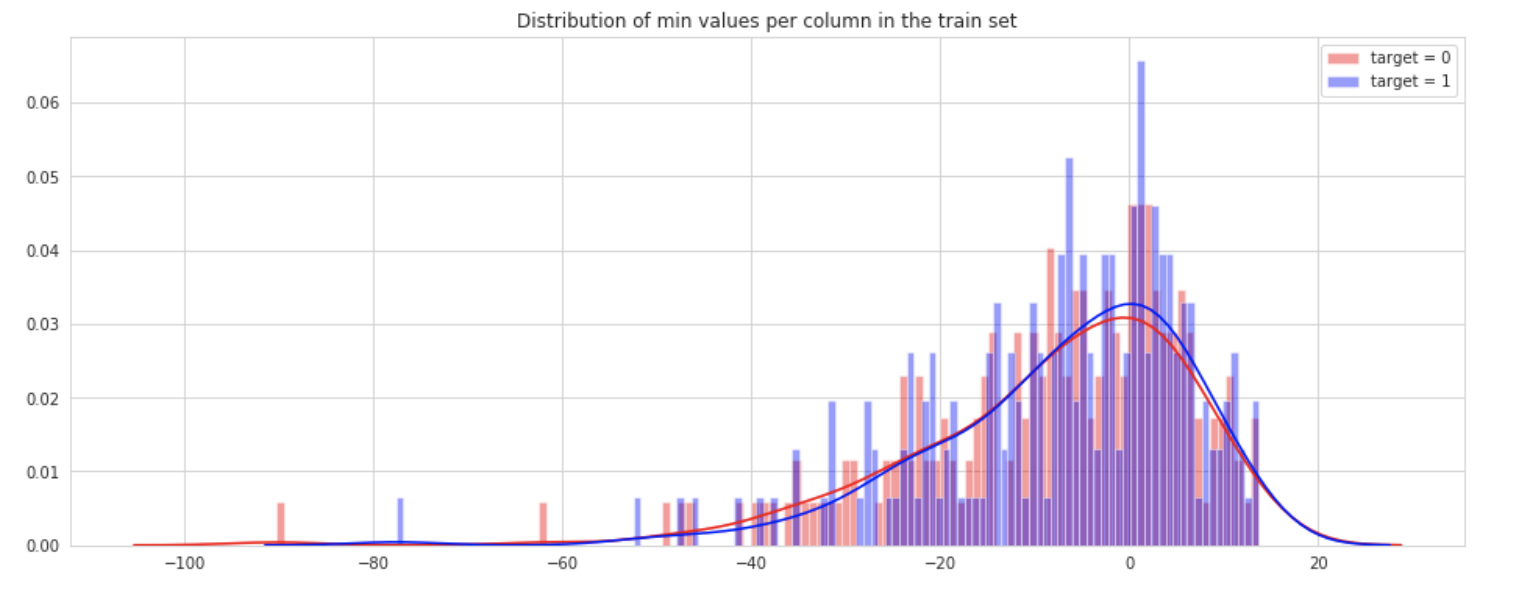 Distribution of min values per column in the train set
target = 0
target = 1
0.06
0.05
0.04
0.03
0.02
0.01
0.00
−100 −80 −60 −40 −20 0 20